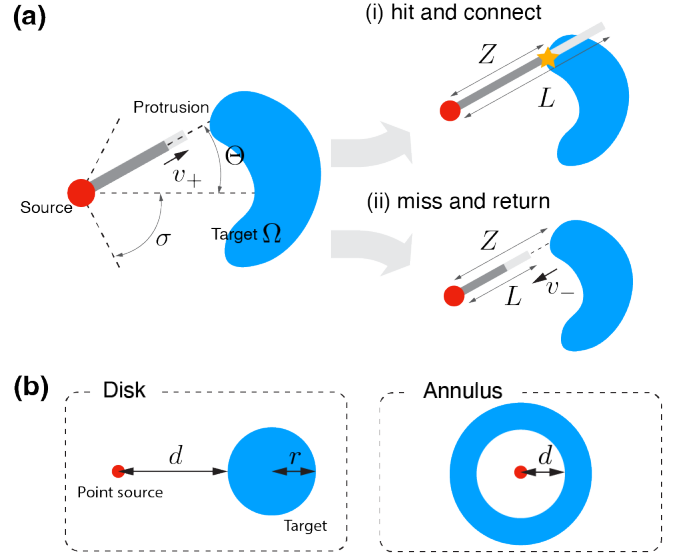 (a)
Protrusion
Θ
v₊
Source
σ
Target Ω
(i) hit and connect
Z
L
(ii) miss and return
Z
L
v₋
(b)
Disk
d
r
Point source
Target
Annulus
d